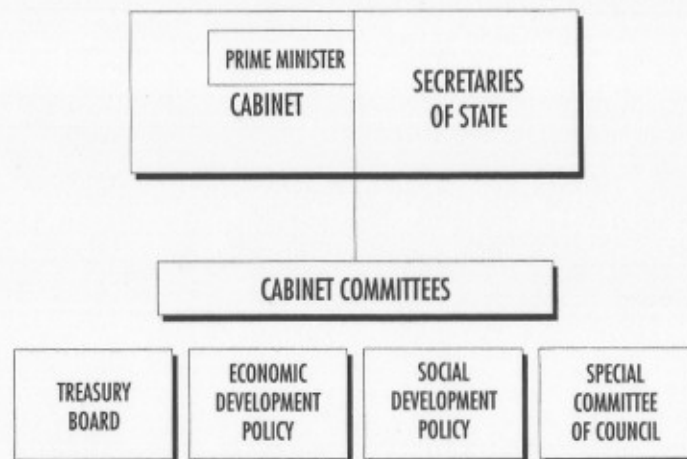 PRIME MINISTER
CABINET
SECRETARIES
OF STATE
CABINET COMMITTEES
TREASURY
BOARD
ECONOMIC
DEVELOPMENT
POLICY
SOCIAL
DEVELOPMENT
POLICY
SPECIAL
COMMITTEE
OF COUNCIL